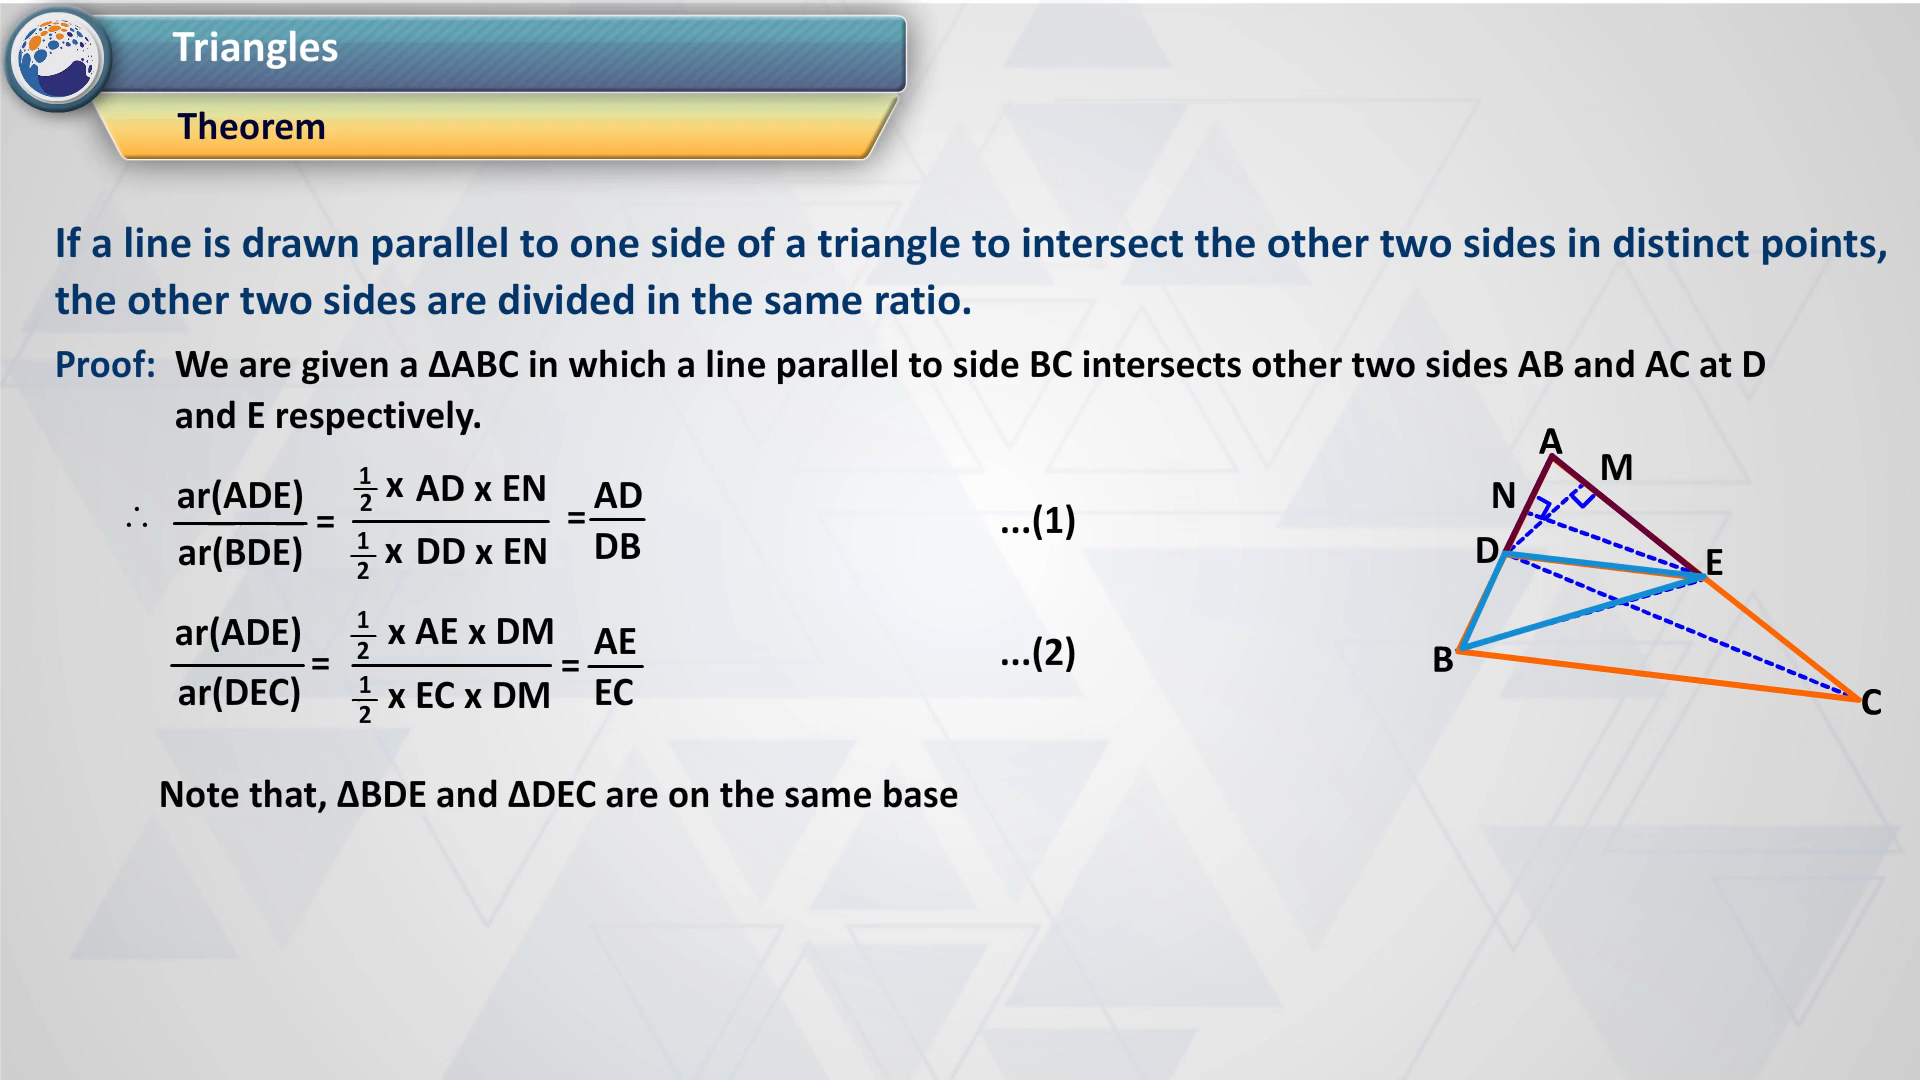 Triangles
Theorem
If a line is drawn parallel to one side of a triangle to intersect the other two sides in distinct points,
the other two sides are divided in the same ratio.
Proof: We are given a ΔABC in which a line parallel to side BC intersects other two sides AB and AC at D
and E respectively.
∴ ar(ADE)/ar(BDE) = (1/2 x AD x EN)/(1/2 x DD x EN) = AD/DB ...(1)
ar(ADE)/ar(DEC) = (1/2 x AE x DM)/(1/2 x EC x DM) = AE/EC ...(2)
Note that, ΔBDE and ΔDEC are on the same base
A
M
N
D
E
B
C